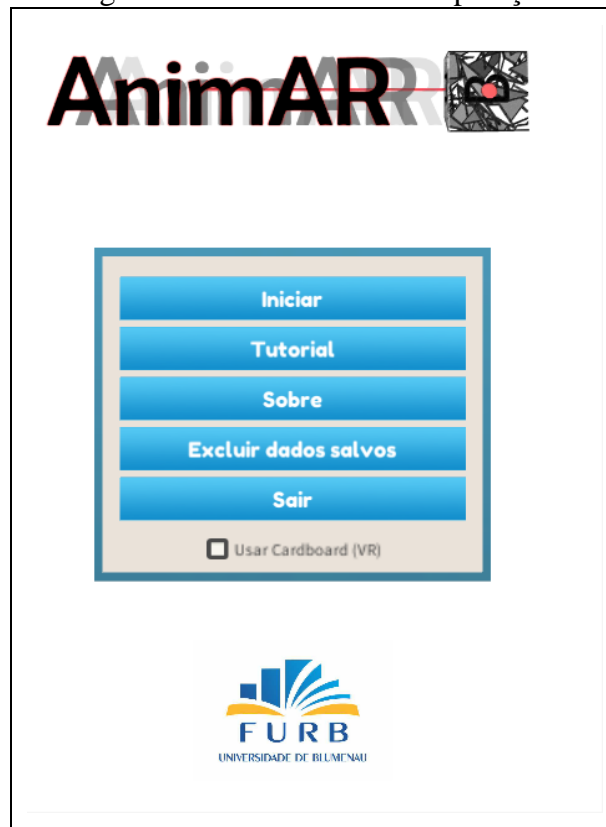 AnimAR B
Iniciar
Tutorial
Sobre
Excluir dados salvos
Sair
Usar Cardboard (VR)
FURB
UNIVERSIDADE DE BLUMENAU